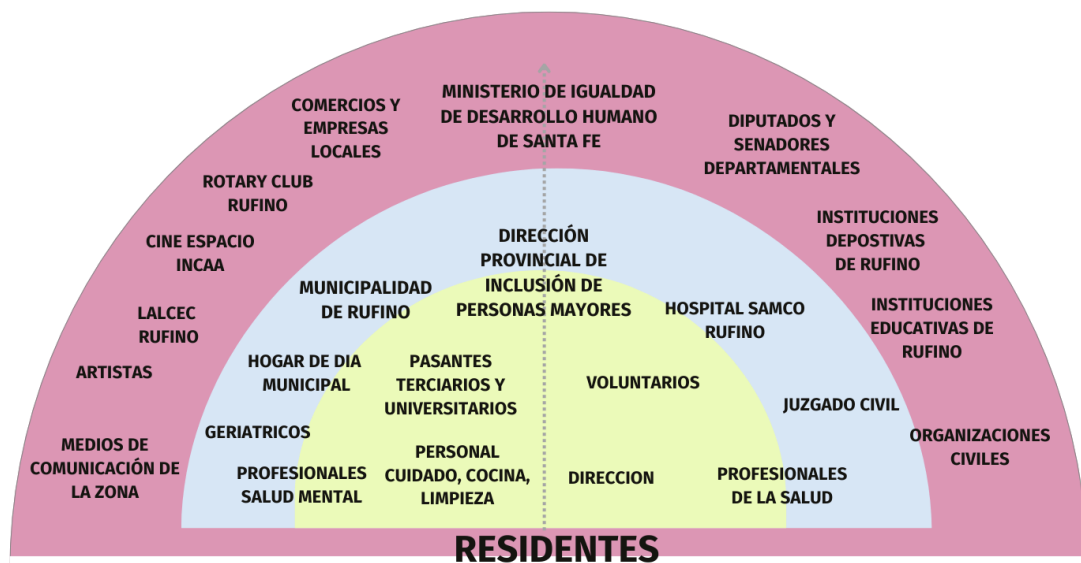 MINISTERIO DE IGUALDAD
DE DESARROLLO HUMANO
DE SANTA FE
COMERCIOS Y
EMPRESAS
LOCALES
DIPUTADOS Y
SENADORES
DEPARTAMENTALES
ROTARY CLUB
RUFINO
INSTITUCIONES
DEPOSTIVAS
DE RUFINO
CINE ESPACIO
INCAA
DIRECCIÓN
PROVINCIAL DE
INCLUSIÓN DE
PERSONAS MAYORES
MUNICIPALIDAD
DE RUFINO
HOSPITAL SAMCO
RUFINO
INSTITUCIONES
EDUCATIVAS DE
RUFINO
LALCEC
RUFINO
HOGAR DE DIA
MUNICIPAL
PASANTES
TERCIARIOS Y
UNIVERSITARIOS
VOLUNTARIOS
ARTISTAS
JUZGADO CIVIL
GERIATRICOS
ORGANIZACIONES
CIVILES
MEDIOS DE
COMUNICACIÓN DE
LA ZONA
PROFESIONALES
SALUD MENTAL
PERSONAL
CUIDADO, COCINA,
LIMPIEZA
DIRECCION
PROFESIONALES
DE LA SALUD
RESIDENTES